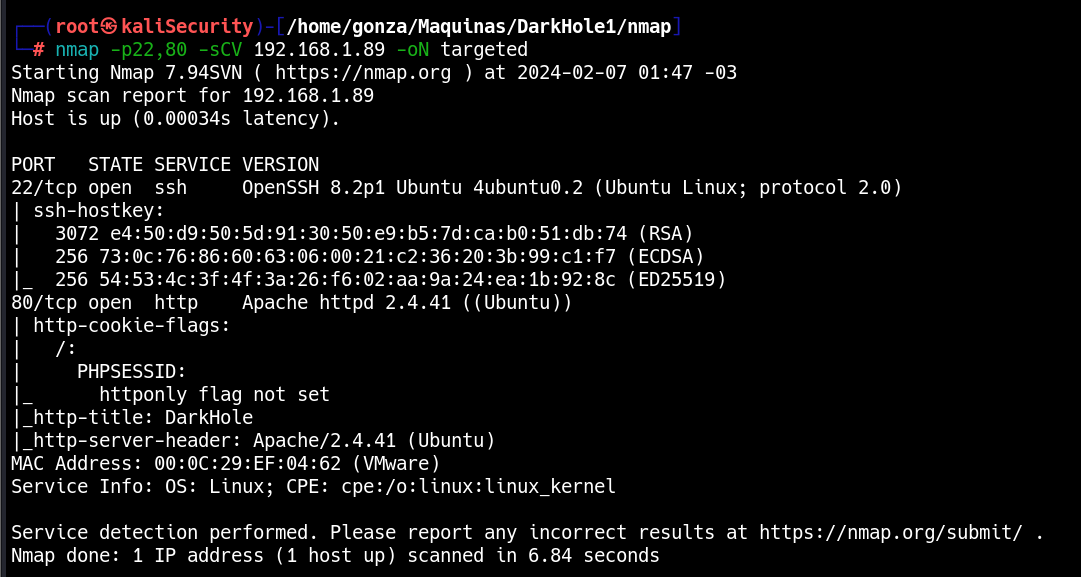 ┌──(root㉿kaliSecurity)-[/home/gonza/Maquinas/DarkHole1/nmap]
└─# nmap -p22,80 -sCV 192.168.1.89 -oN targeted
Starting Nmap 7.94SVN ( https://nmap.org ) at 2024-02-07 01:47 -03
Nmap scan report for 192.168.1.89
Host is up (0.00034s latency).

PORT   STATE SERVICE VERSION
22/tcp open  ssh     OpenSSH 8.2p1 Ubuntu 4ubuntu0.2 (Ubuntu Linux; protocol 2.0)
| ssh-hostkey:
|   3072 e4:50:d9:50:5d:91:30:50:e9:b5:7d:ca:b0:51:db:74 (RSA)
|   256 73:0c:76:86:60:63:06:00:21:c2:36:20:3b:99:c1:f7 (ECDSA)
|_  256 54:53:4c:3f:4f:3a:26:f6:02:aa:9a:24:ea:1b:92:8c (ED25519)
80/tcp open  http    Apache httpd 2.4.41 ((Ubuntu))
| http-cookie-flags:
|   /:
|     PHPSESSID:
|_      httponly flag not set
|_http-title: DarkHole
|_http-server-header: Apache/2.4.41 (Ubuntu)
MAC Address: 00:0C:29:EF:04:62 (VMware)
Service Info: OS: Linux; CPE: cpe:/o:linux:linux_kernel

Service detection performed. Please report any incorrect results at https://nmap.org/submit/ .
Nmap done: 1 IP address (1 host up) scanned in 6.84 seconds